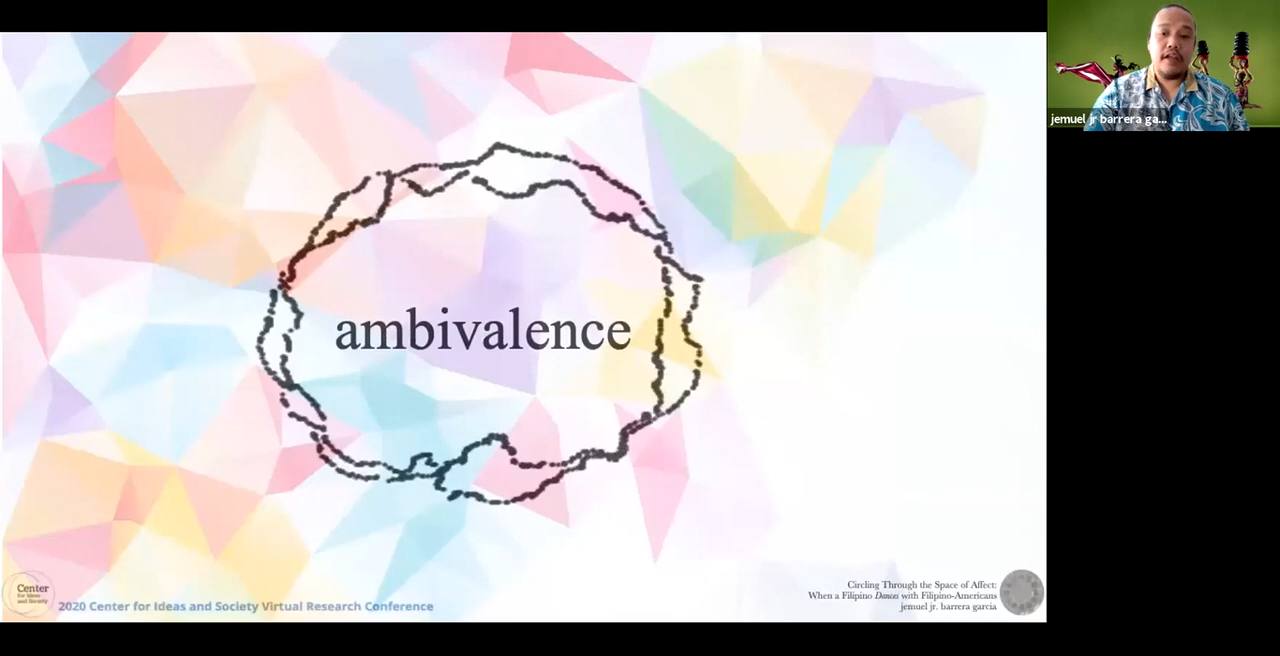 jemuel jr barrera ga...
ambivalence
Center
for Ideas
and Society
2020 Center for Ideas and Society Virtual Research Conference
Circling Through the Space of Affect:
When a Filipino Dances with Filipino-Americans
jemuel jr. barrera garcia